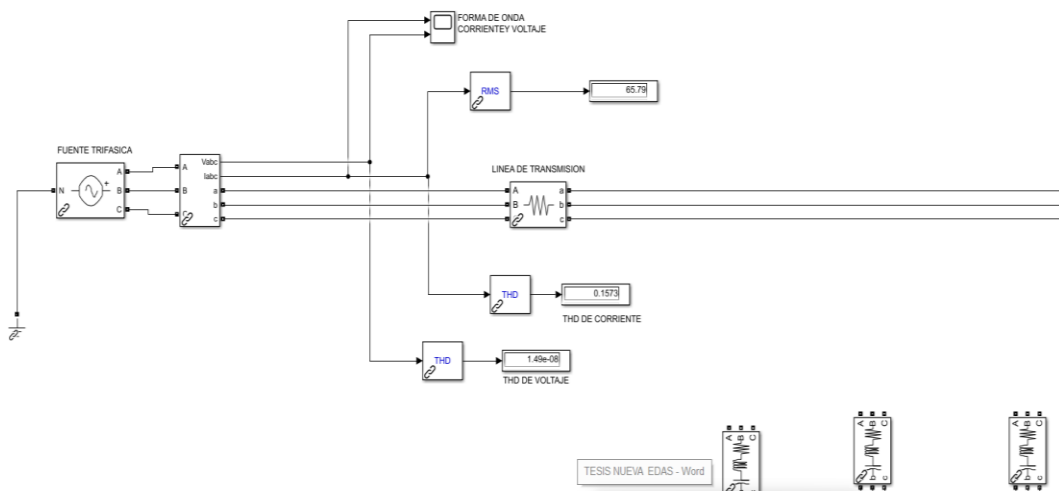 FORMA DE ONDA
CORRIENTEY VOLTAJE
RMS
65.79
FUENTE TRIFASICA
N
A
B
C
A
B
C
Vabc
Iabc
a
b
c
LINEA DE TRANSMISION
A
B
a
b
c
THD
0.1573
THD DE CORRIENTE
THD
1.49e-08
THD DE VOLTAJE
A B C
A B C
b c
A B C
b c
TESIS NUEVA EDAS - Word